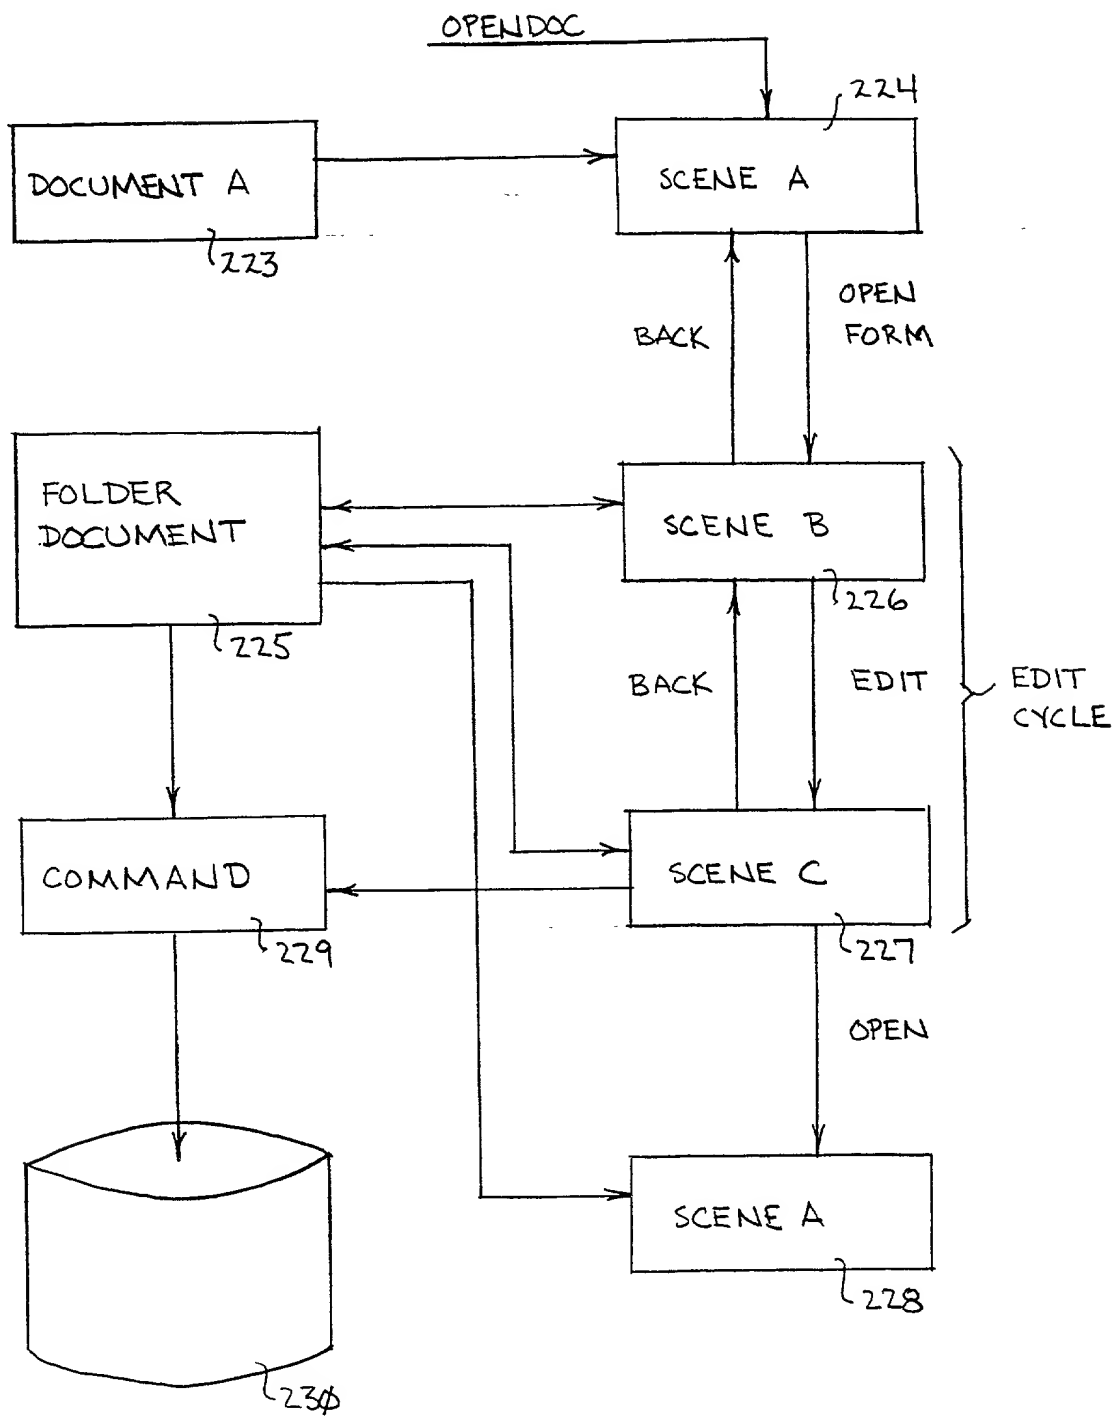 OPENDOC
224
DOCUMENT A
SCENE A
223
OPEN
FORM
BACK
FOLDER
DOCUMENT
SCENE B
226
225
BACK
EDIT
EDIT
CYCLE
COMMAND
SCENE C
229
227
OPEN
SCENE A
228
230